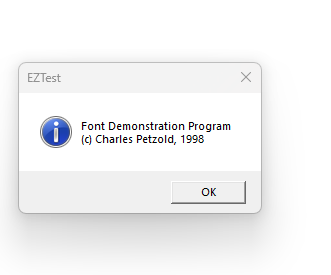 EZTest
Font Demonstration Program
(c) Charles Petzold, 1998
OK